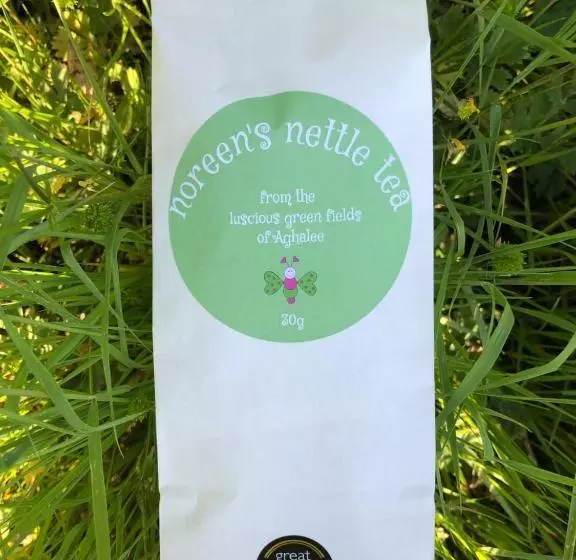 noreen's nettle tea
from the
luscious green fields
of Aghalee
30g
great